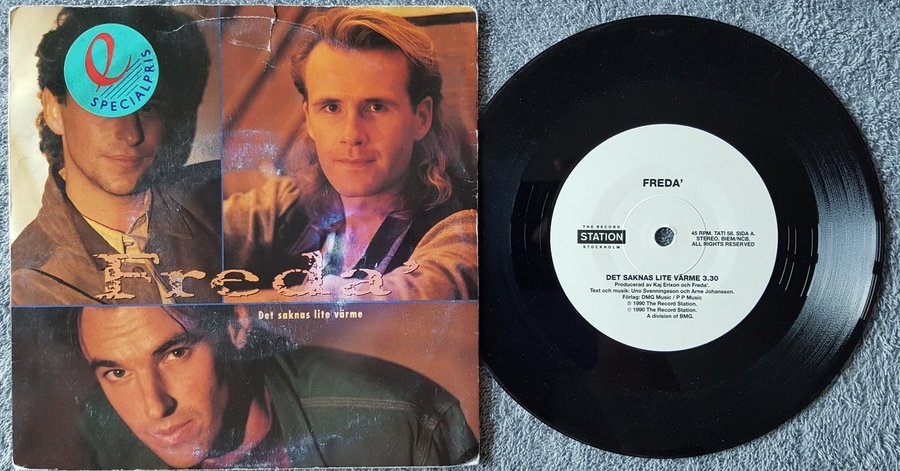 SPECIALPRIS
Freda'
Det saknas lite värme
FREDA'
THE RECORD
STATION
STOCKHOLM
45 RPM. TATI 58. SIDA A.
STEREO. BIEM/NCB.
ALL RIGHTS RESERVED
DET SAKNAS LITE VÄRME 3.30
Producerad av Kaj Erixon och Freda'.
Text och musik: Uno Svenningsson och Arne Johansson.
Förlag: DMG Music / P P Music
℗ 1990 The Record Station.
© 1990 The Record Station.
A division of BMG.